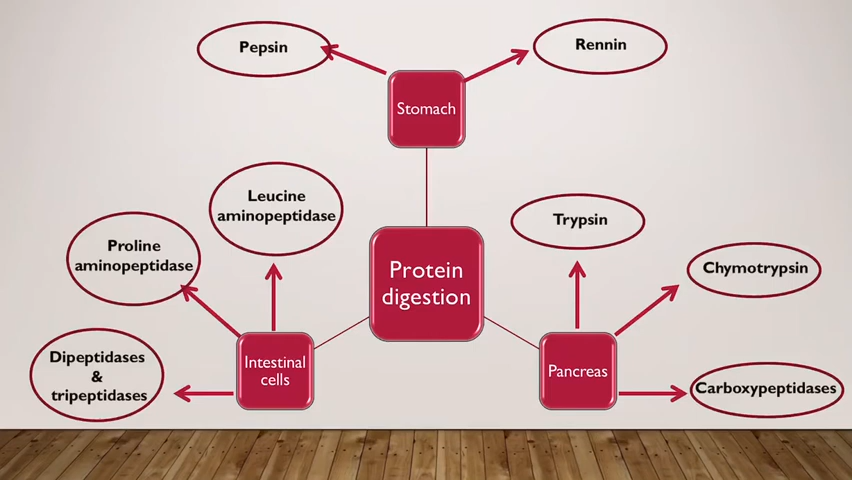 Pepsin
Rennin
Stomach
Leucine
aminopeptidase
Trypsin
Proline
aminopeptidase
Protein
digestion
Chymotrypsin
Dipeptidases
&
tripeptidases
Intestinal
cells
Pancreas
Carboxypeptidases